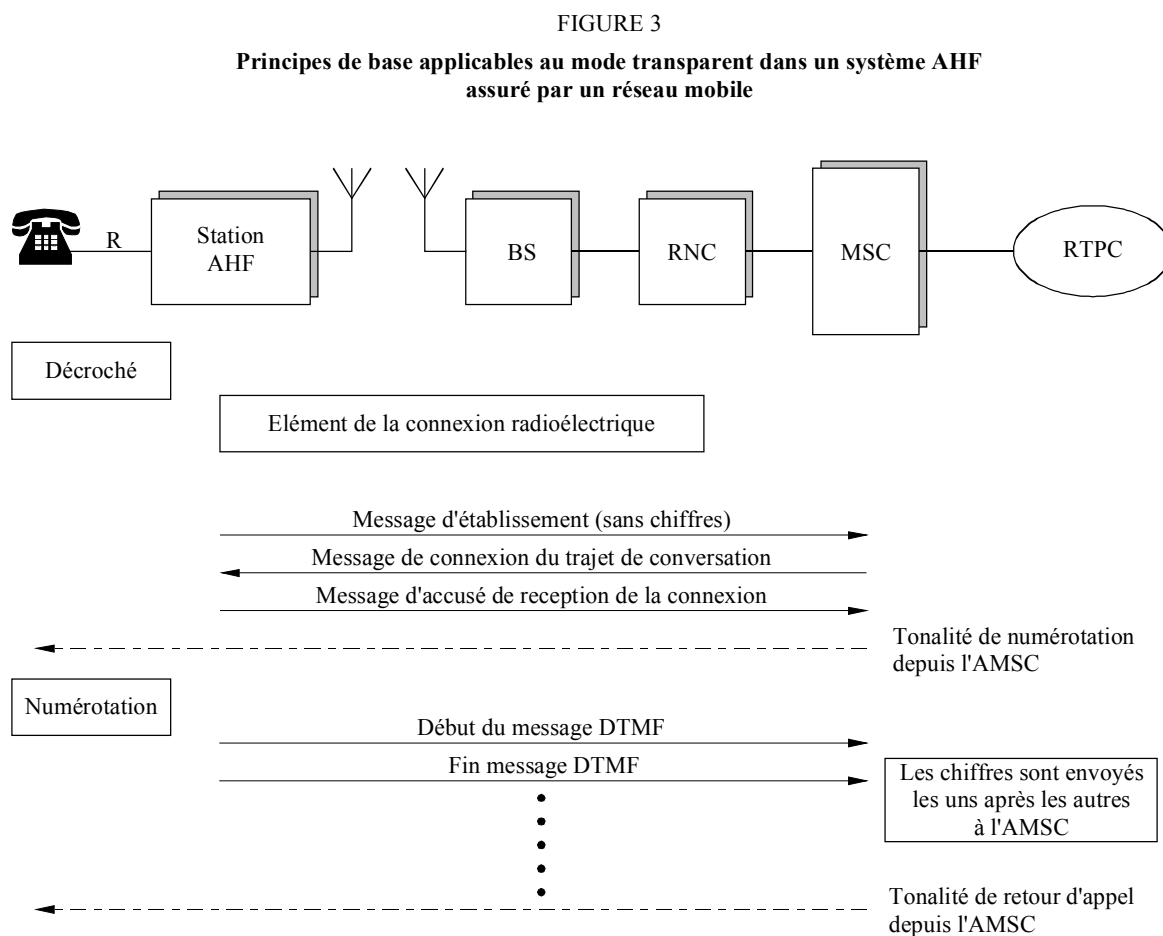 FIGURE 3
Principes de base applicables au mode transparent dans un système AHF
assuré par un réseau mobile
R
Station
AHF
BS
RNC
MSC
RTPC
Décroché
Elément de la connexion radioélectrique
Message d'établissement (sans chiffres)
Message de connexion du trajet de conversation
Message d'accusé de reception de la connexion
Tonalité de numérotation
depuis l'AMSC
Numérotation
Début du message DTMF
Fin message DTMF
Les chiffres sont envoyés
les uns après les autres
à l'AMSC
Tonalité de retour d'appel
depuis l'AMSC